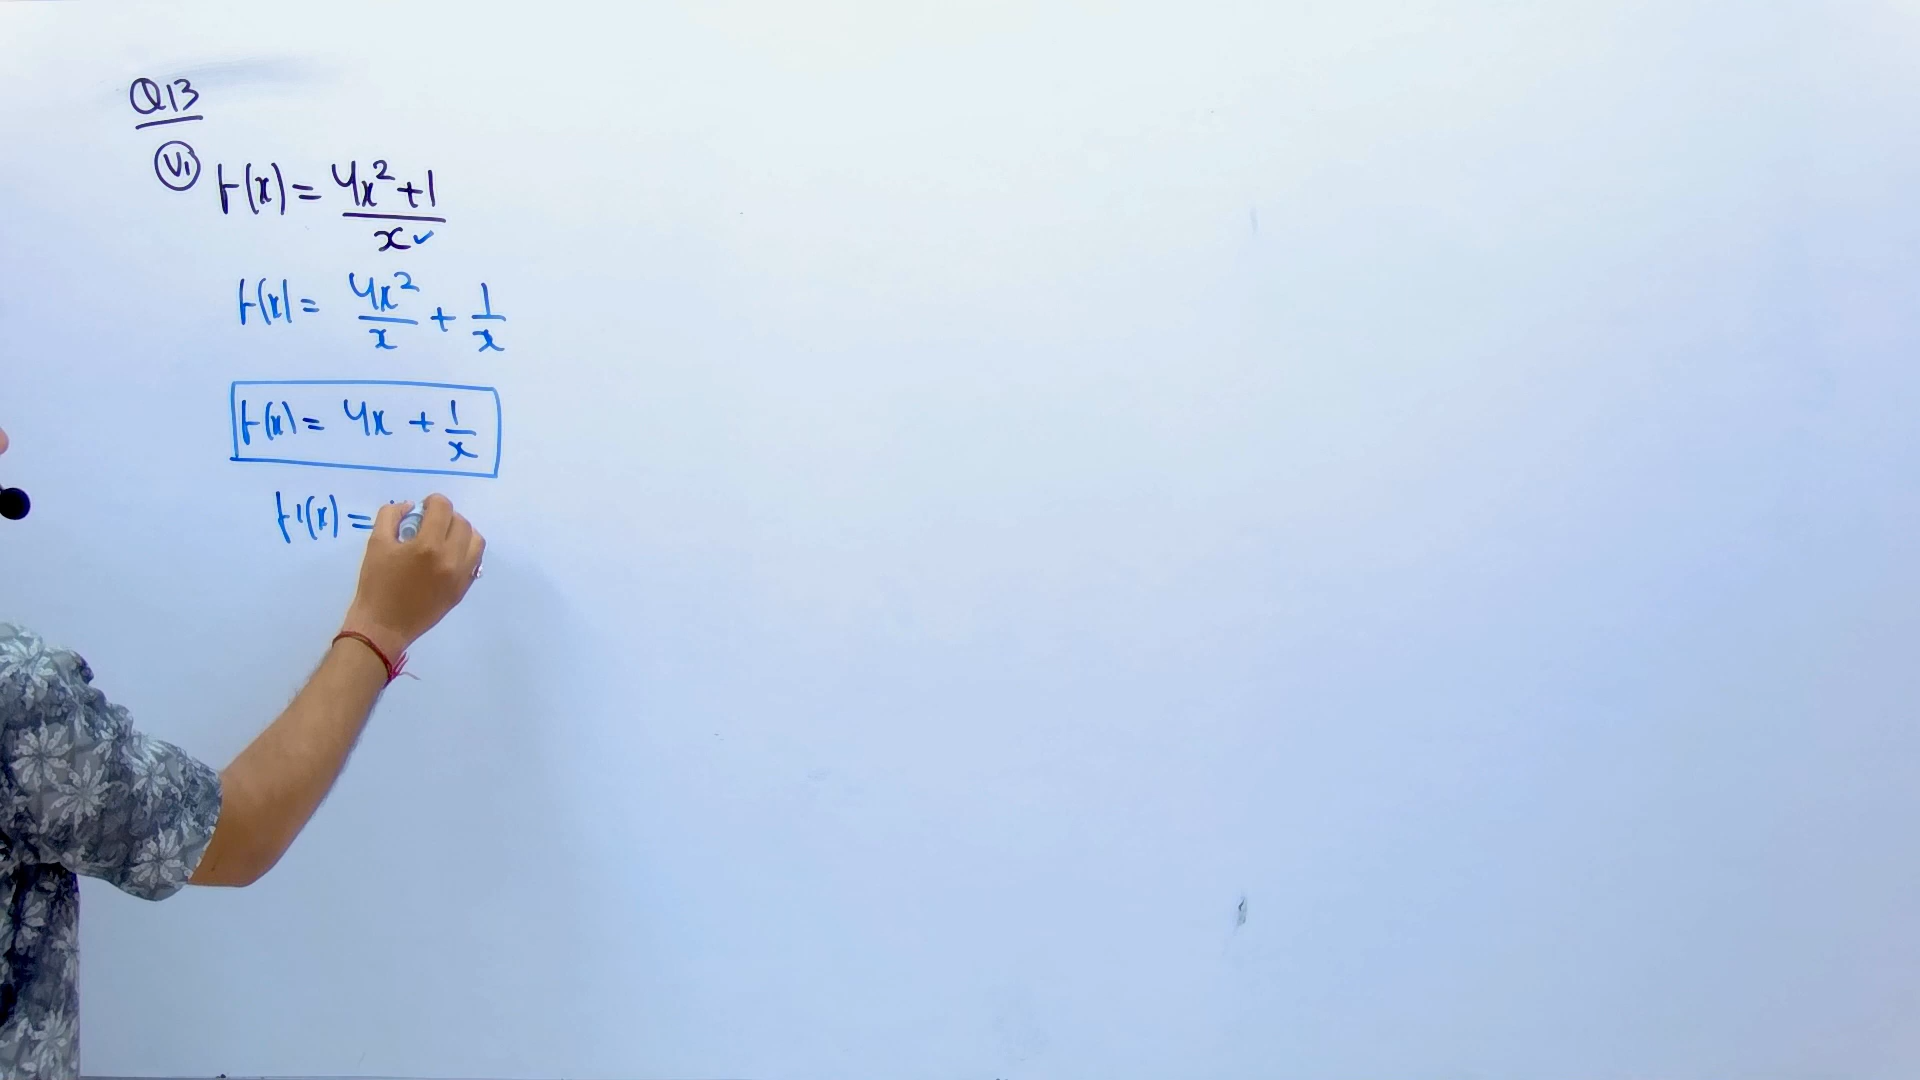 Q13
(vi) f(x) = (4x²+1)/x ✓
f(x) = 4x²/x + 1/x
f(x) = 4x + 1/x
f'(x) =